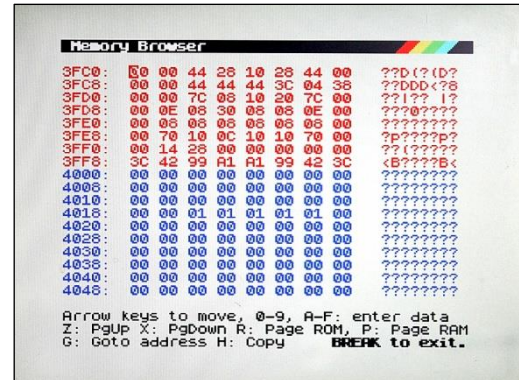 Memory Browser
3FC0: 00 00 44 28 10 28 44 00 ??D(?(D?
3FC8: 00 00 44 44 44 3C 04 38 ??DDD<?8
3FD0: 00 00 7C 08 10 20 7C 00 ??|?? |?
3FD8: 00 0E 08 30 08 08 0E 00 ???0????
3FE0: 00 08 08 08 08 08 08 00 ????????
3FE8: 00 70 10 0C 10 10 70 00 ?P????P?
3FF0: 00 14 28 00 00 00 00 00 ??(?????
3FF8: 3C 42 99 A1 A1 99 42 3C <B????B<
4000: 00 00 00 00 00 00 00 00 ????????
4008: 00 00 00 00 00 00 00 00 ????????
4010: 00 00 00 00 00 00 00 00 ????????
4018: 00 00 01 01 01 01 01 00 ????????
4020: 00 00 00 00 00 00 00 00 ????????
4028: 00 00 00 00 00 00 00 00 ????????
4030: 00 00 00 00 00 00 00 00 ????????
4038: 00 00 00 00 00 00 00 00 ????????
4040: 00 00 00 00 00 00 00 00 ????????
4048: 00 00 00 00 00 00 00 00 ????????
Arrow keys to move, 0-9, A-F: enter data
Z: PgUp X: PgDown R: Page ROM, P: Page RAM
G: Goto address H: Copy BREAK to exit.